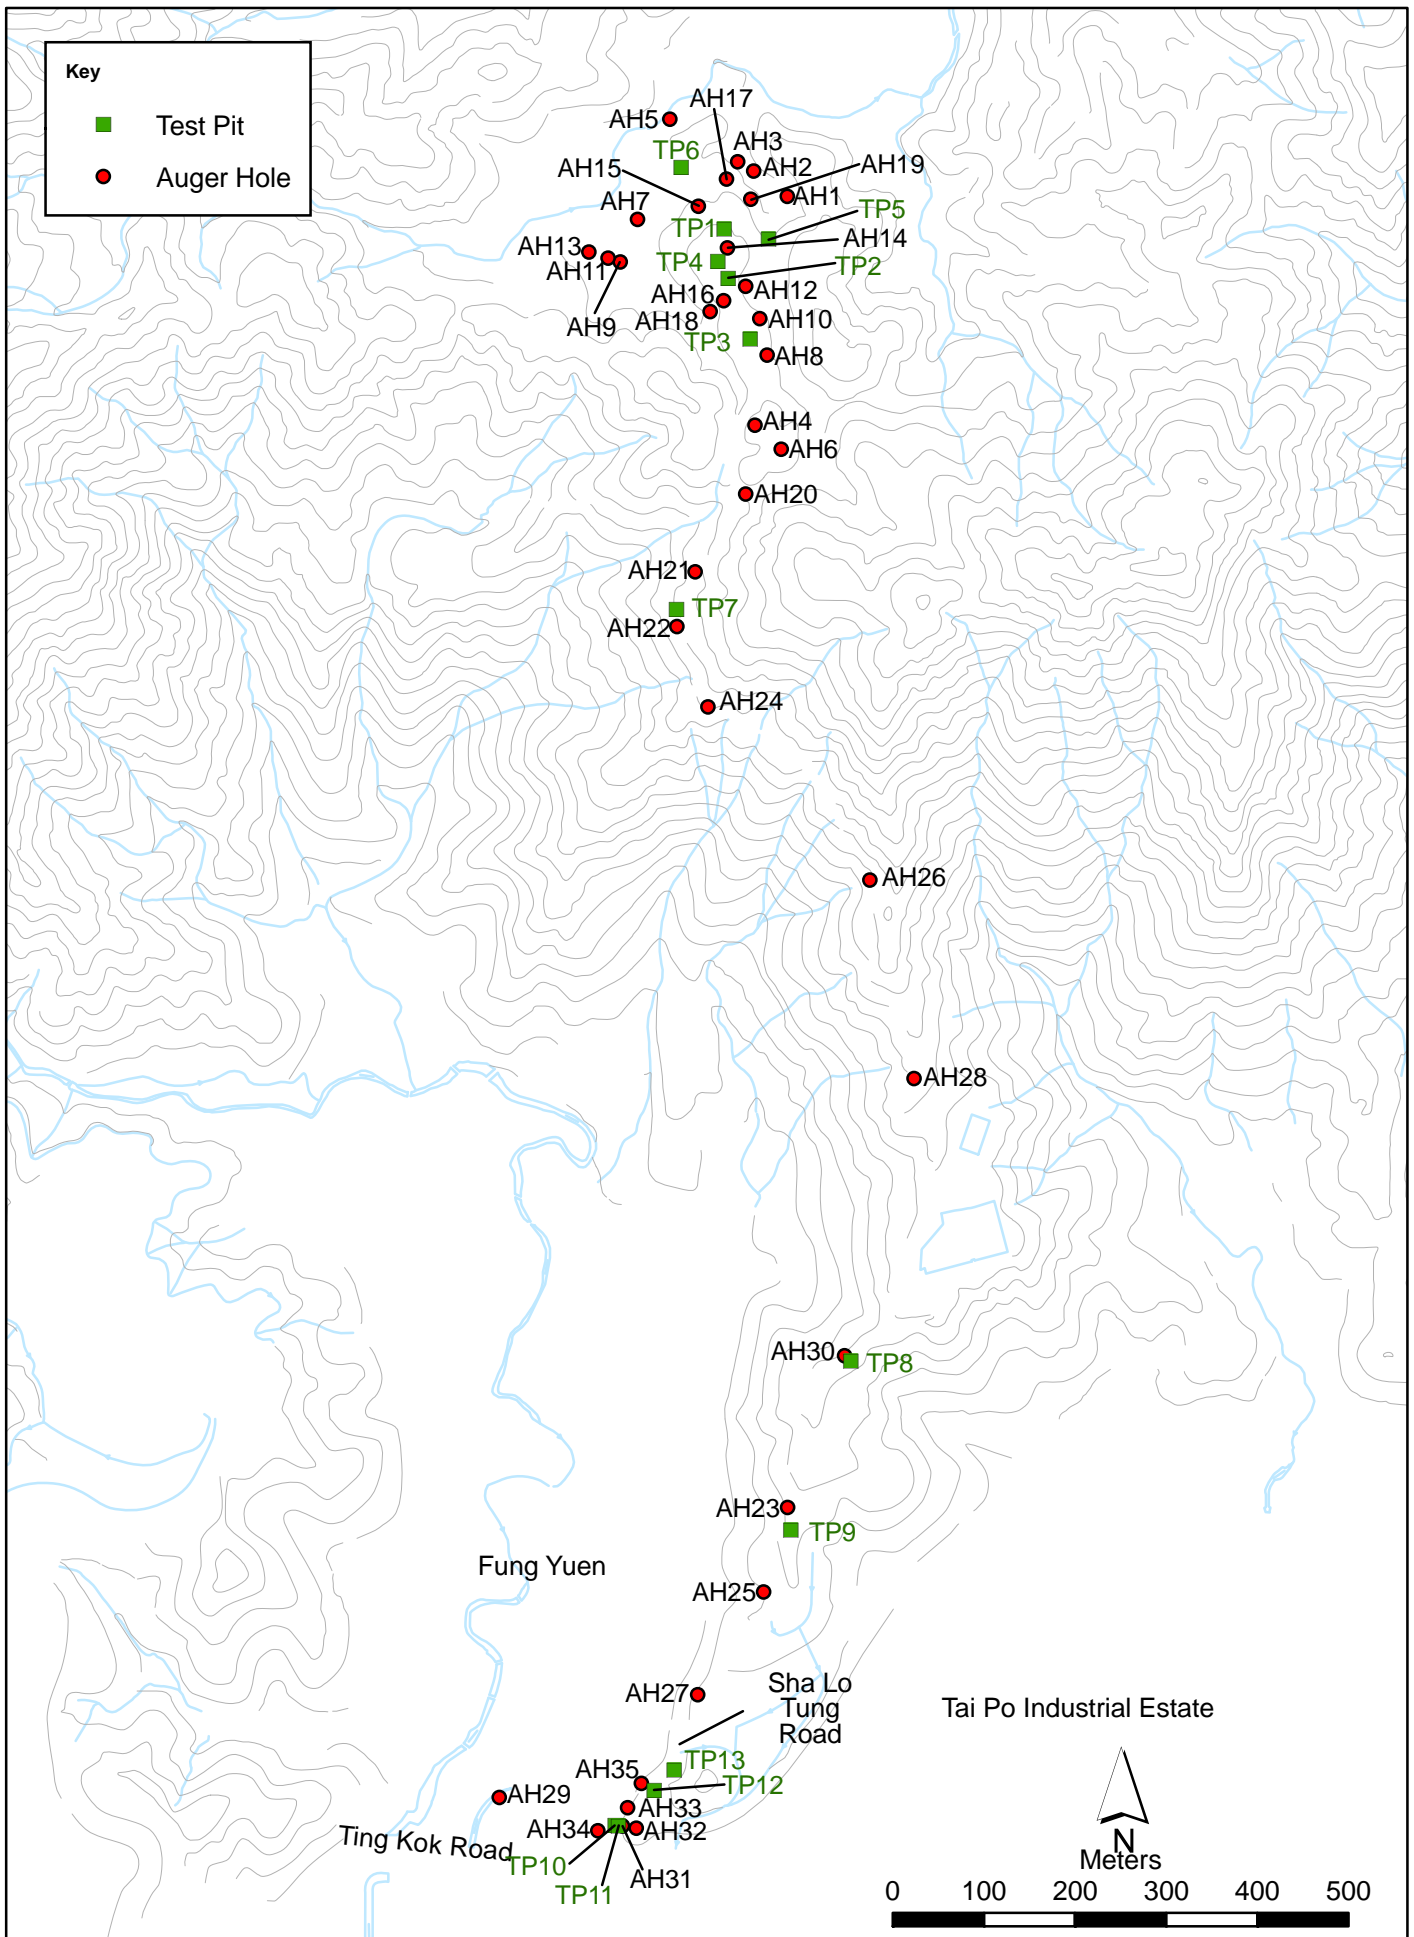 Key
Test Pit
Auger Hole
AH17
AH5
AH3
TP6
AH2
AH19
AH15
AH1
AH7
TP5
TP1
AH14
AH13
TP4
TP2
AH11
AH12
AH16
AH10
AH18
AH9
TP3
AH8
AH4
AH6
AH20
AH21
TP7
AH22
AH24
AH26
AH28
AH30
TP8
AH23
TP9
Fung Yuen
AH25
Sha Lo
Tung
Road
AH27
Tai Po Industrial Estate
TP13
AH35
TP12
AH29
AH33
AH34
AH32
Ting Kok Road
TP10
AH31
TP11
N
Meters
0 100 200 300 400 500